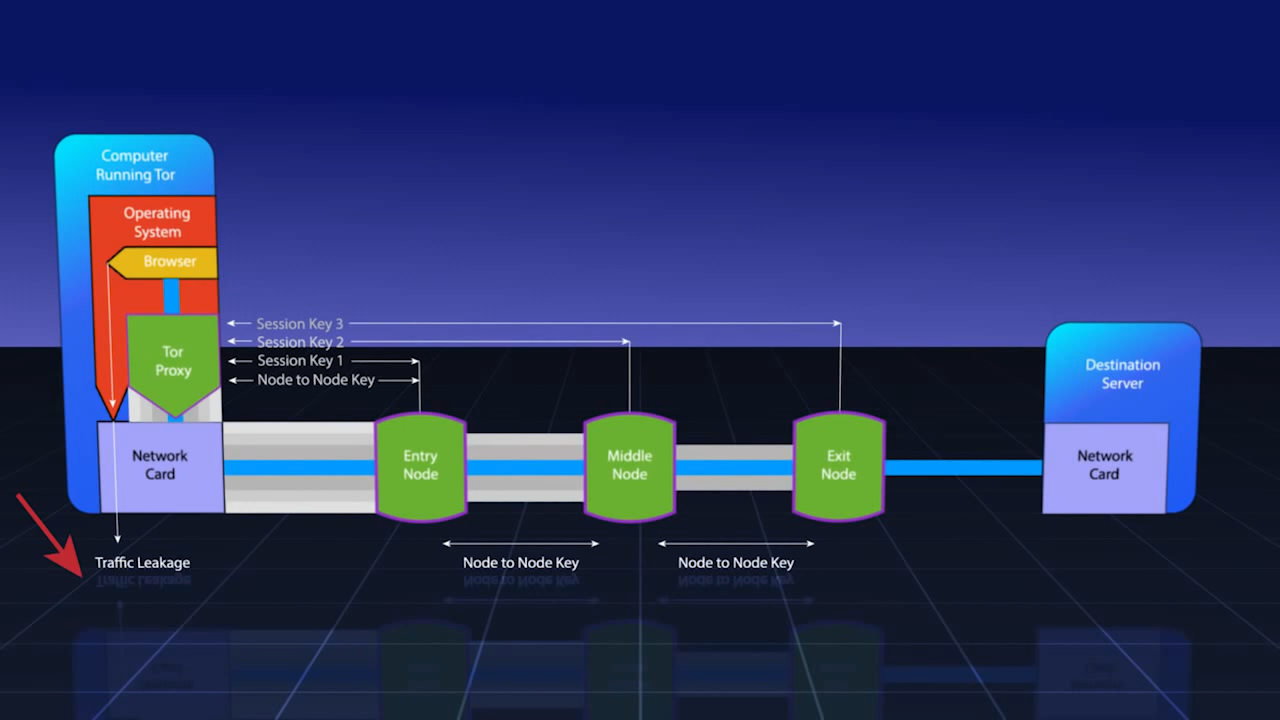 Computer
Running Tor
Operating
System
Browser
Tor
Proxy
Network
Card
Traffic Leakage
Session Key 3
Session Key 2
Session Key 1
Node to Node Key
Entry
Node
Middle
Node
Exit
Node
Node to Node Key
Node to Node Key
Destination
Server
Network
Card